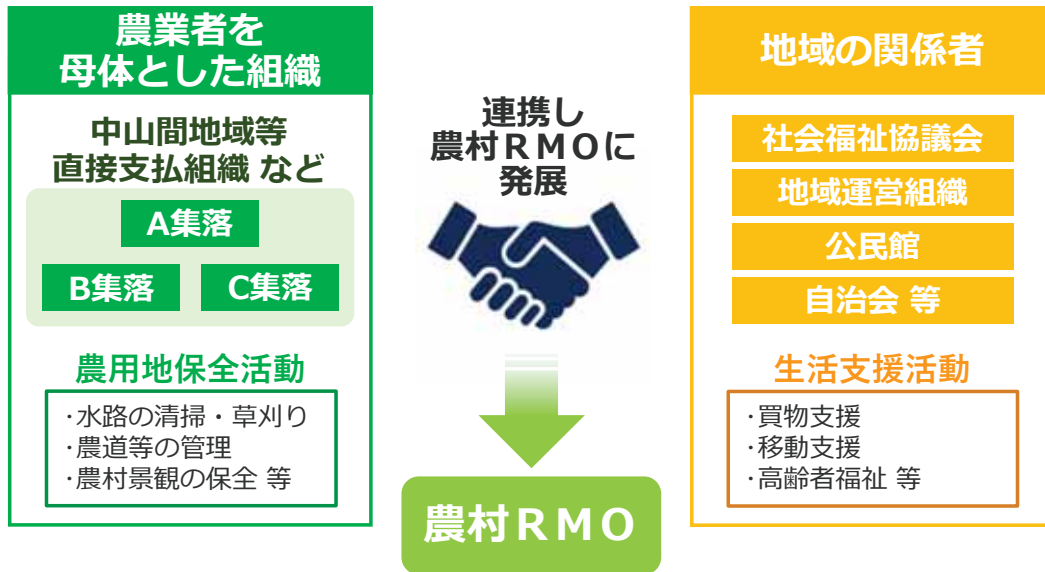 農業者を
母体とした組織
中山間地域等
直接支払組織 など
A集落
B集落 C集落
農用地保全活動
･水路の清掃・草刈り
･農道等の管理
･農村景観の保全 等
連携し
農村ＲＭＯに
発展
農村ＲＭＯ
地域の関係者
社会福祉協議会
地域運営組織
公民館
自治会 等
生活支援活動
･買物支援
･移動支援
･高齢者福祉 等